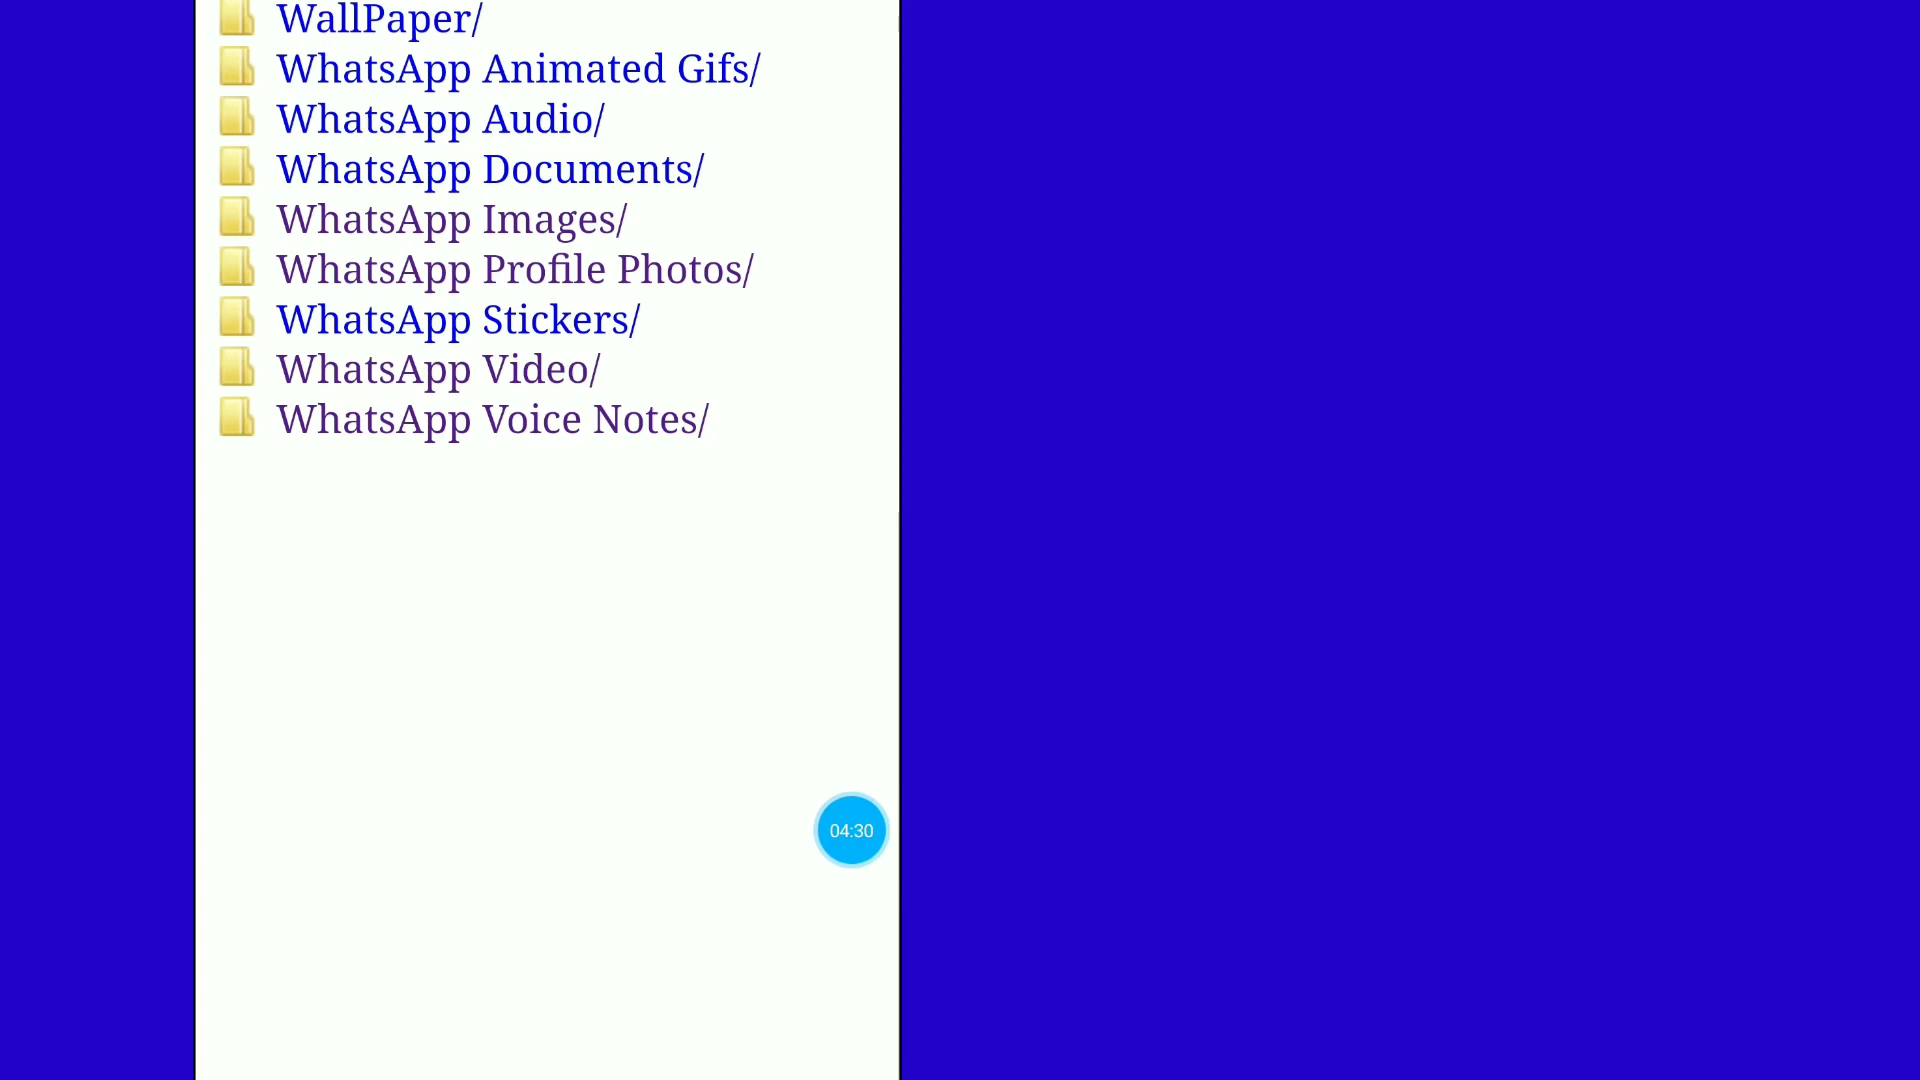 WallPaper/
WhatsApp Animated Gifs/
WhatsApp Audio/
WhatsApp Documents/
WhatsApp Images/
WhatsApp Profile Photos/
WhatsApp Stickers/
WhatsApp Video/
WhatsApp Voice Notes/
04:30